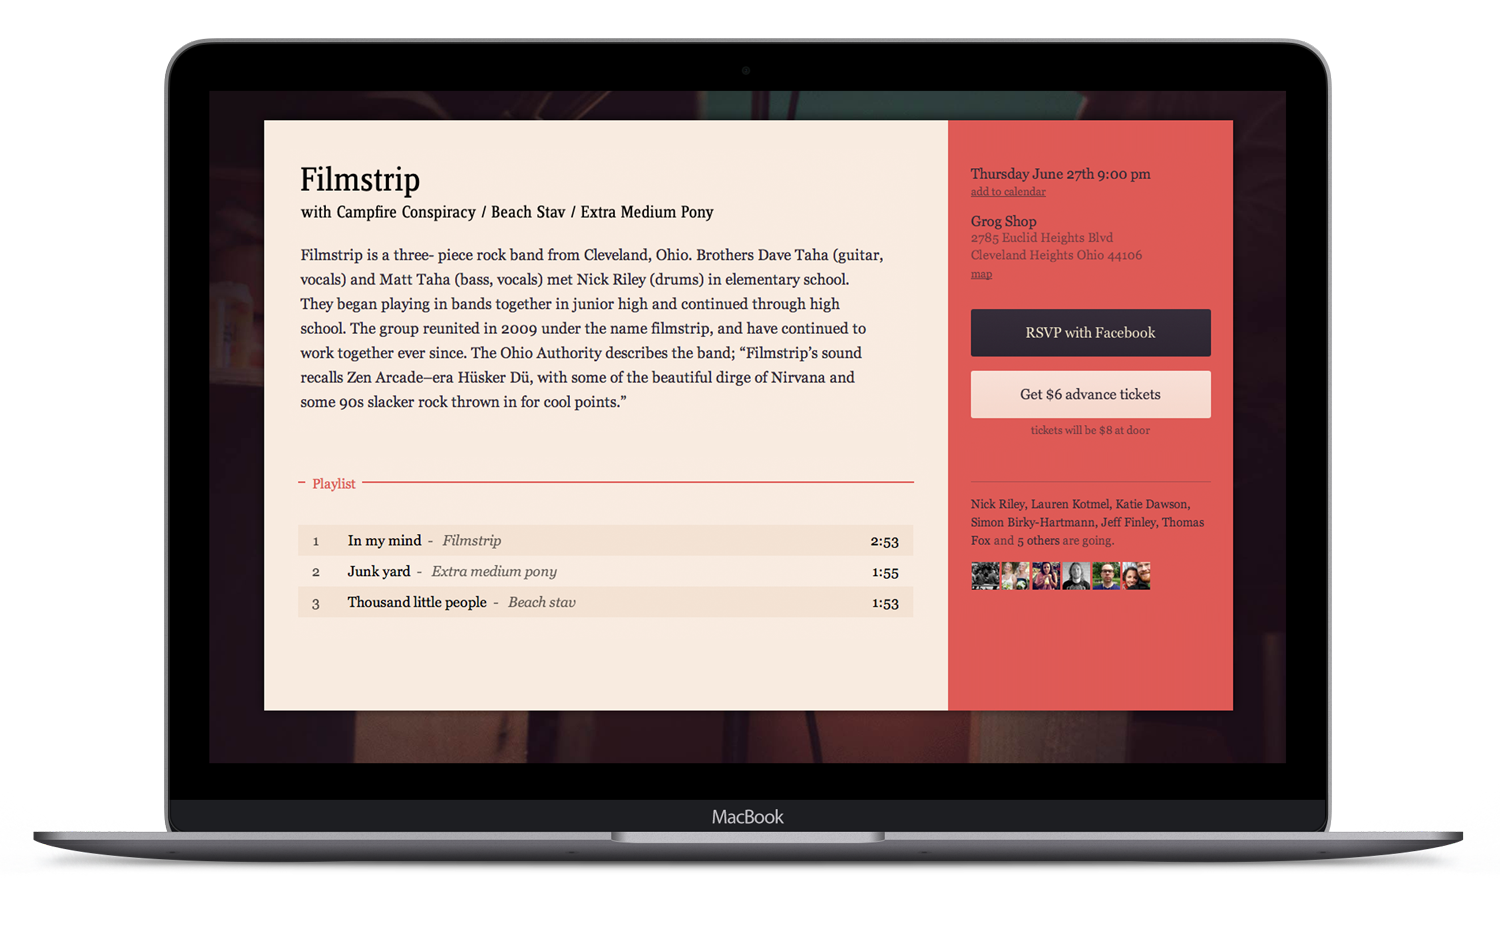 Filmstrip
with Campfire Conspiracy / Beach Stav / Extra Medium Pony
Filmstrip is a three- piece rock band from Cleveland, Ohio. Brothers Dave Taha (guitar,
vocals) and Matt Taha (bass, vocals) met Nick Riley (drums) in elementary school.
They began playing in bands together in junior high and continued through high
school. The group reunited in 2009 under the name filmstrip, and have continued to
work together ever since. The Ohio Authority describes the band; “Filmstrip’s sound
recalls Zen Arcade–era Hüsker Dü, with some of the beautiful dirge of Nirvana and
some 90s slacker rock thrown in for cool points.”
Playlist
1 In my mind - Filmstrip 2:53
2 Junk yard - Extra medium pony 1:55
3 Thousand little people - Beach stav 1:53
Thursday June 27th 9:00 pm
add to calendar
Grog Shop
2785 Euclid Heights Blvd
Cleveland Heights Ohio 44106
map
RSVP with Facebook
Get $6 advance tickets
tickets will be $8 at door
Nick Riley, Lauren Kotmel, Katie Dawson,
Simon Birky-Hartmann, Jeff Finley, Thomas
Fox and 5 others are going.
MacBook